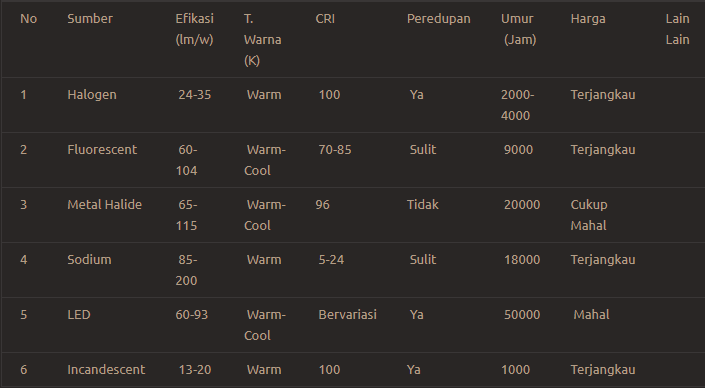 No Sumber Efikasi (lm/w) T. Warna (K) CRI Peredupan Umur (Jam) Harga Lain Lain
1 Halogen 24-35 Warm 100 Ya 2000-4000 Terjangkau
2 Fluorescent 60-104 Warm-Cool 70-85 Sulit 9000 Terjangkau
3 Metal Halide 65-115 Warm-Cool 96 Tidak 20000 Cukup Mahal
4 Sodium 85-200 Warm 5-24 Sulit 18000 Terjangkau
5 LED 60-93 Warm-Cool Bervariasi Ya 50000 Mahal
6 Incandescent 13-20 Warm 100 Ya 1000 Terjangkau